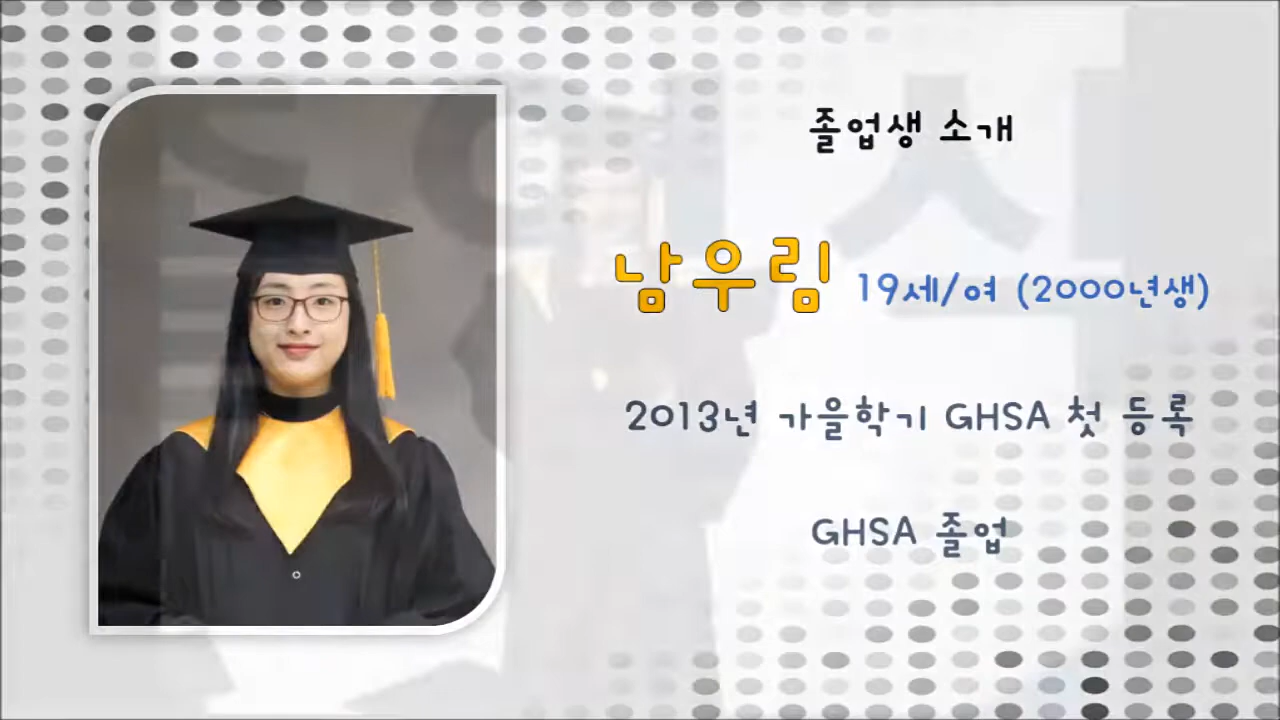 졸업생 소개
남우림 19세/여 (2000년생)
2013년 가을학기 GHSA 첫 등록
GHSA 졸업